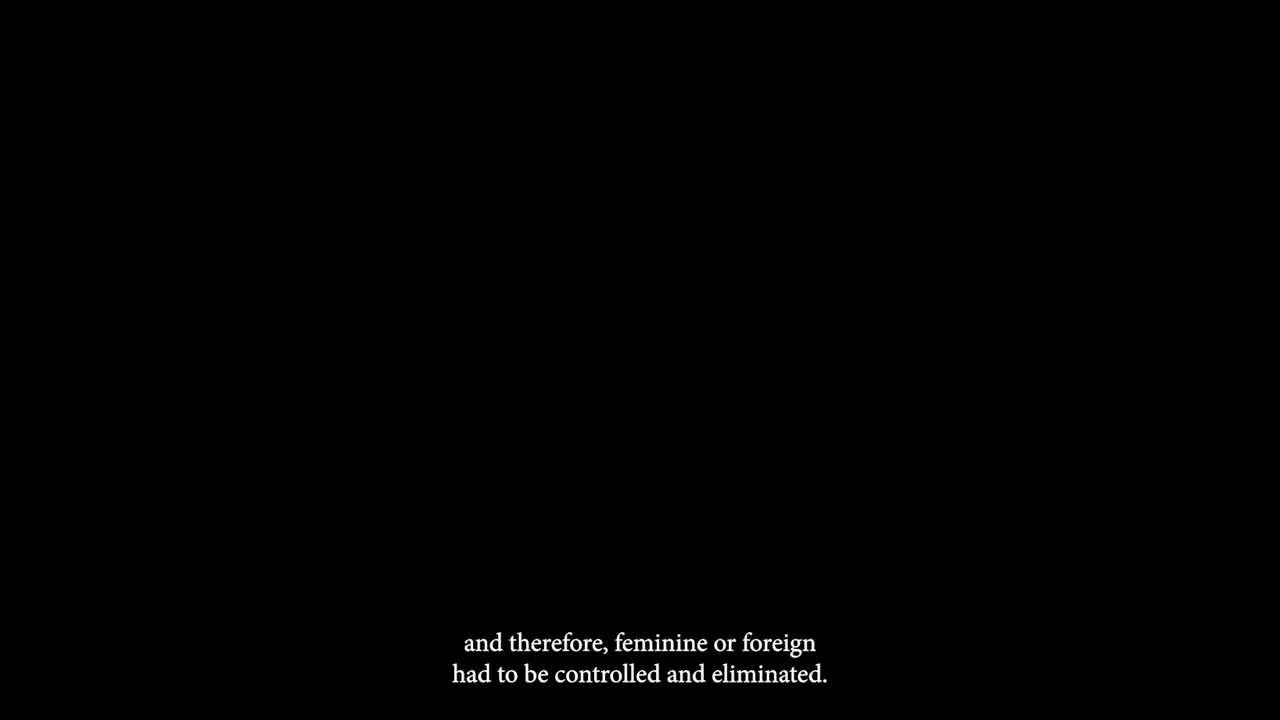 and therefore, feminine or foreign
had to be controlled and eliminated.